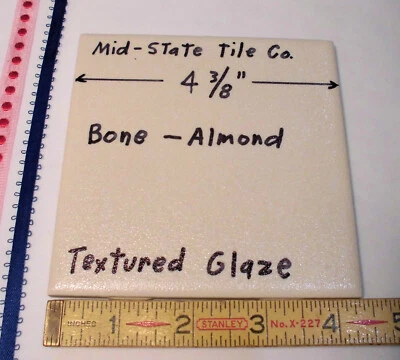 Mid-State Tile Co.
4 3/8"
Bone - Almond
Textured Glaze
INCHES 1 2 STANLEY 3 No. X-227 4 5